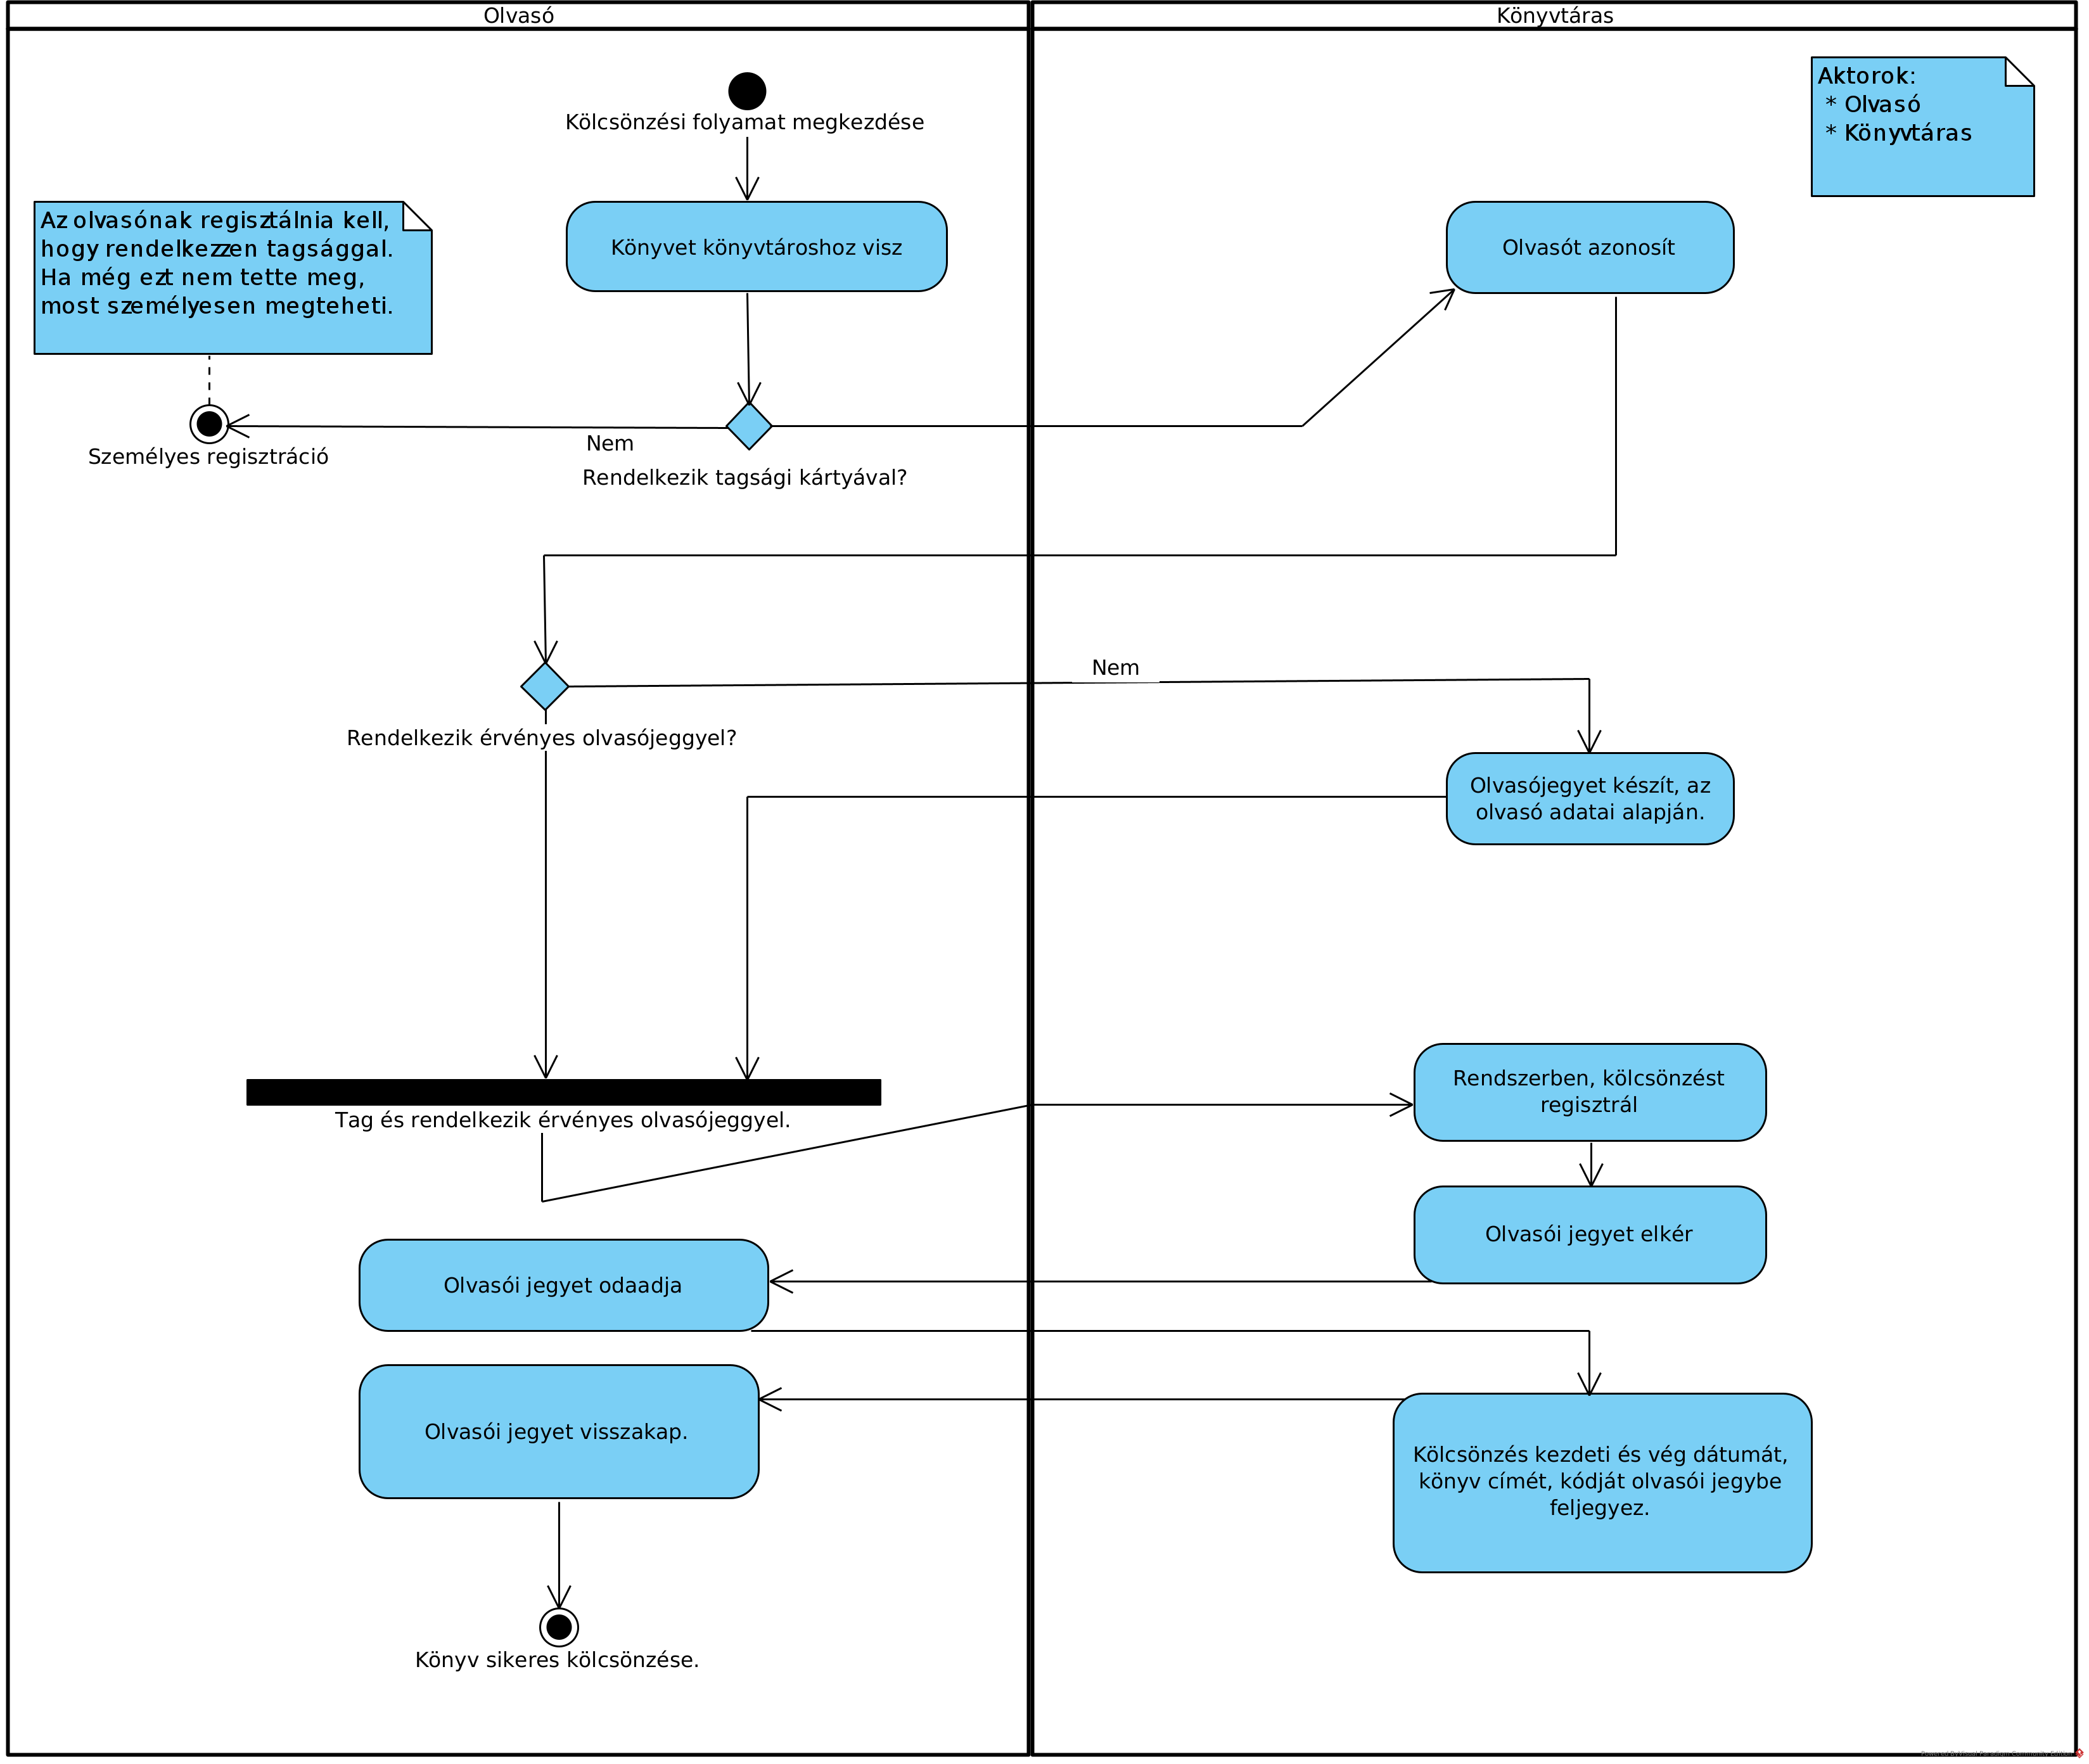 Olvasó
Könyvtáras
Aktorok:
* Olvasó
* Könyvtáras
Kölcsönzési folyamat megkezdése
Az olvasónak regisztálnia kell,
hogy rendelkezzen tagsággal.
Ha még ezt nem tette meg,
most személyesen megteheti.
Könyvet könyvtároshoz visz
Olvasót azonosít
Nem
Személyes regisztráció
Rendelkezik tagsági kártyával?
Nem
Rendelkezik érvényes olvasójeggyel?
Olvasójegyet készít, az
olvasó adatai alapján.
Rendszerben, kölcsönzést
regisztrál
Tag és rendelkezik érvényes olvasójeggyel.
Olvasói jegyet elkér
Olvasói jegyet odaadja
Olvasói jegyet visszakap.
Kölcsönzés kezdeti és vég dátumát,
könyv címét, kódját olvasói jegybe
feljegyez.
Könyv sikeres kölcsönzése.